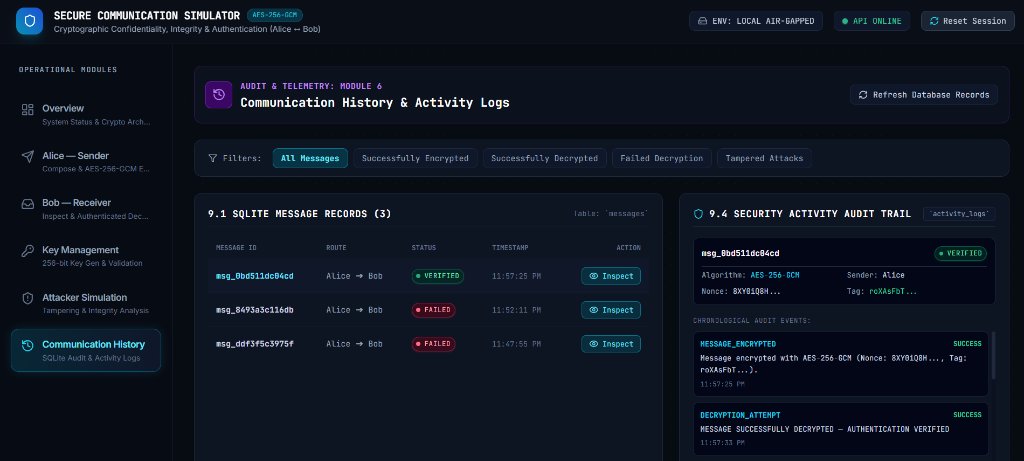 SECURE COMMUNICATION SIMULATOR AES-256-GCM
Cryptographic Confidentiality, Integrity & Authentication (Alice ↔ Bob)
ENV: LOCAL AIR-GAPPED
API ONLINE
Reset Session
OPERATIONAL MODULES
Overview
System Status & Crypto Arch...
Alice — Sender
Compose & AES-256-GCM E...
Bob — Receiver
Inspect & Authenticated Dec...
Key Management
256-bit Key Gen & Validation
Attacker Simulation
Tampering & Integrity Analysis
Communication History
SQLite Audit & Activity Logs
AUDIT & TELEMETRY: MODULE 6
Communication History & Activity Logs
Refresh Database Records
Filters: All Messages Successfully Encrypted Successfully Decrypted Failed Decryption Tampered Attacks
9.1 SQLITE MESSAGE RECORDS (3) Table: `messages`
MESSAGE ID ROUTE STATUS TIMESTAMP ACTION
msg_0bd511dc04cd Alice → Bob VERIFIED 11:57:25 PM Inspect
msg_8493a3c116db Alice → Bob FAILED 11:52:11 PM Inspect
msg_ddf3f5c3975f Alice → Bob FAILED 11:47:55 PM Inspect
9.4 SECURITY ACTIVITY AUDIT TRAIL `activity_logs`
msg_0bd511dc04cd VERIFIED
Algorithm: AES-256-GCM Sender: Alice
Nonce: 8XY0iQ8H... Tag: roXAsFbT...
CHRONOLOGICAL AUDIT EVENTS:
MESSAGE_ENCRYPTED SUCCESS
Message encrypted with AES-256-GCM (Nonce: 8XY0iQ8H..., Tag:
roXAsFbT...).
11:57:25 PM
DECRYPTION_ATTEMPT SUCCESS
MESSAGE SUCCESSFULLY DECRYPTED — AUTHENTICATION VERIFIED
11:57:33 PM